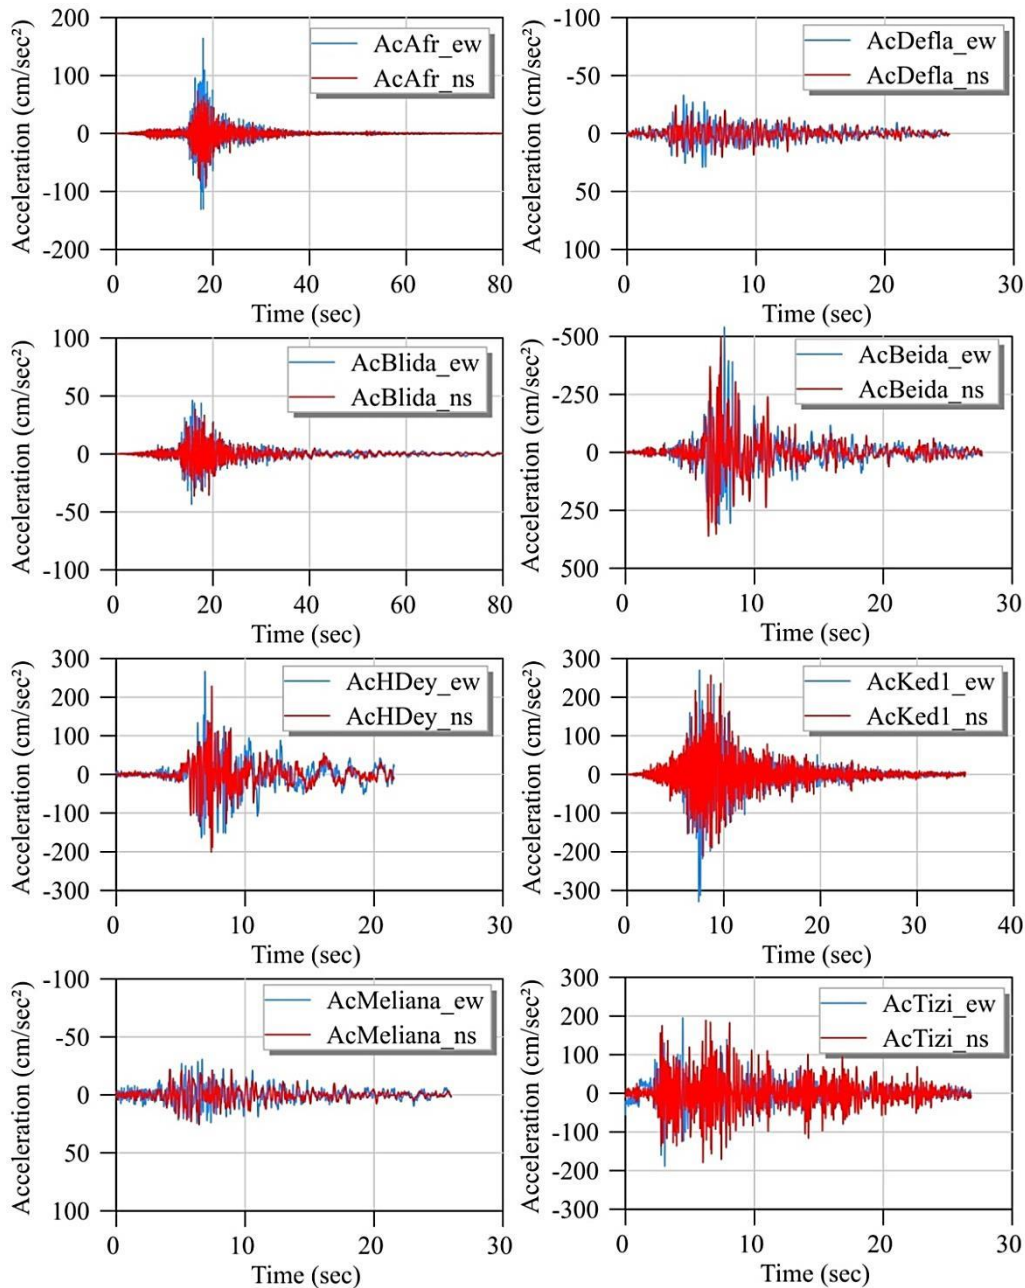 Acceleration (cm/sec²)
200
100
0
-100
-200
AcAfr_ew
AcAfr_ns
0
20
40
60
80
Time (sec)
Acceleration (cm/sec²)
-100
-50
0
50
100
AcDefla_ew
AcDefla_ns
0
10
20
30
Time (sec)
Acceleration (cm/sec²)
100
50
0
-50
-100
AcBlida_ew
AcBlida_ns
0
20
40
60
80
Time (sec)
Acceleration (cm/sec²)
-500
-250
0
250
500
AcBeida_ew
AcBeida_ns
0
10
20
30
Time (sec)
Acceleration (cm/sec²)
300
200
100
0
-100
-200
-300
AcHDey_ew
AcHDey_ns
0
10
20
30
Time (sec)
Acceleration (cm/sec²)
300
200
100
0
-100
-200
-300
AcKed1_ew
AcKed1_ns
0
10
20
30
40
Time (sec)
Acceleration (cm/sec²)
-100
-50
0
50
100
AcMeliana_ew
AcMeliana_ns
0
10
20
30
Time (sec)
Acceleration (cm/sec²)
300
200
100
0
-100
-200
-300
AcTizi_ew
AcTizi_ns
0
10
20
30
Time (sec)